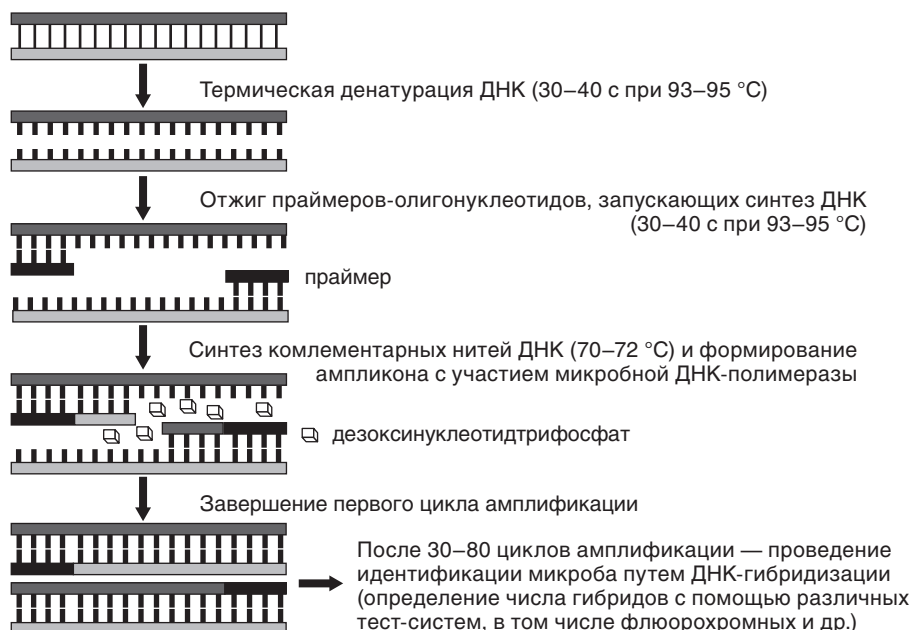 Термическая денатурация ДНК (30–40 с при 93–95 °C)
Отжиг праймеров-олигонуклеотидов, запускающих синтез ДНК
(30–40 с при 93–95 °C)
праймер
Синтез комлементарных нитей ДНК (70–72 °C) и формирование
ампликона с участием микробной ДНК-полимеразы
дезоксинуклеотидтрифосфат
Завершение первого цикла амплификации
После 30–80 циклов амплификации — проведение
идентификации микроба путем ДНК-гибридизации
(определение числа гибридов с помощью различных
тест-систем, в том числе флюорохромных и др.)